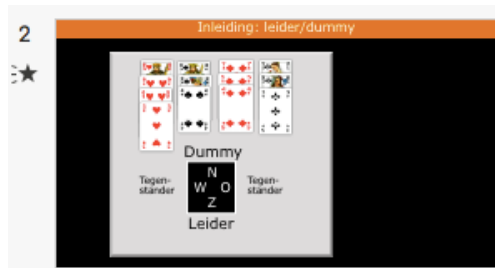 2
Inleiding: leider/dummy
Dummy
Tegen-
stander
N
W O
Z
Tegen-
stander
Leider